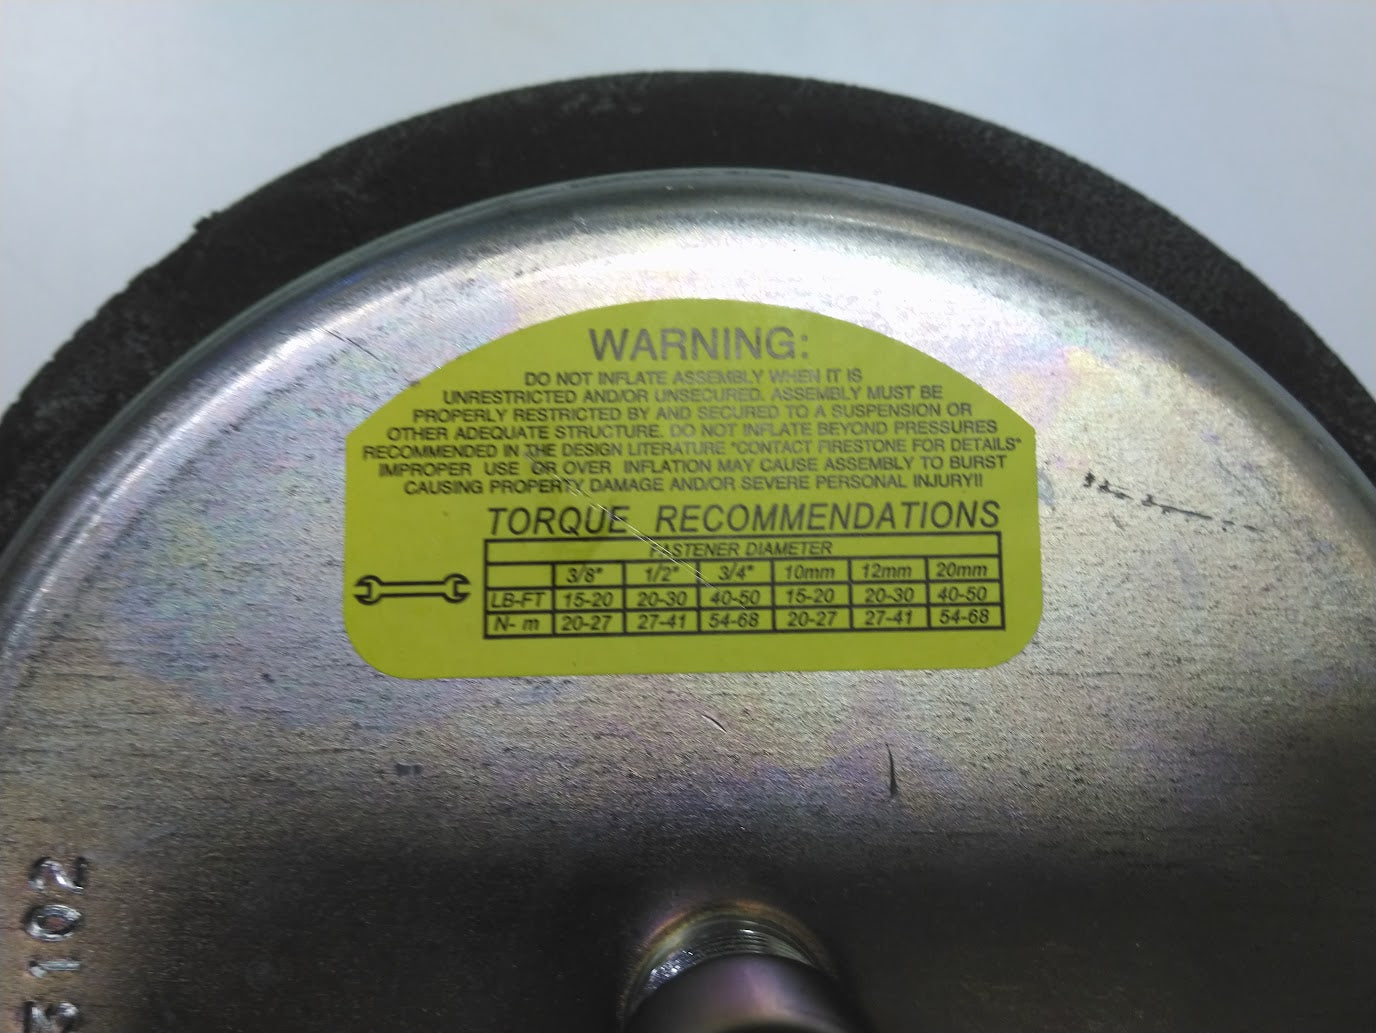 WARNING:
DO NOT INFLATE ASSEMBLY WHEN IT IS
UNRESTRICTED AND/OR UNSECURED. ASSEMBLY MUST BE
PROPERLY RESTRICTED BY AND SECURED TO A SUSPENSION OR
OTHER ADEQUATE STRUCTURE. DO NOT INFLATE BEYOND PRESSURES
RECOMMENDED IN THE DESIGN LITERATURE "CONTACT FIRESTONE FOR DETAILS"
IMPROPER USE OR OVER INFLATION MAY CAUSE ASSEMBLY TO BURST
CAUSING PROPERTY DAMAGE AND/OR SEVERE PERSONAL INJURY!!
TORQUE RECOMMENDATIONS
FASTENER DIAMETER
3/8" 1/2" 3/4" 10mm 12mm 20mm
LB-FT 15-20 20-30 40-50 15-20 20-30 40-50
N- m 20-27 27-41 54-68 20-27 27-41 54-68
3102